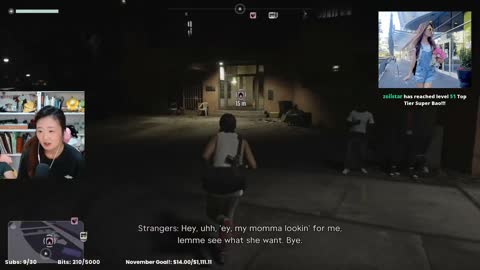 zoilstar has reached level 51 Top
Tier Super Bao!!!
15 m
Strangers: Hey, uhh, 'ey, my momma lookin' for me,
lemme see what she want. Bye.
Subs: 9/30
Bits: 210/5000
November Goal!: $14.00/$1,111.11